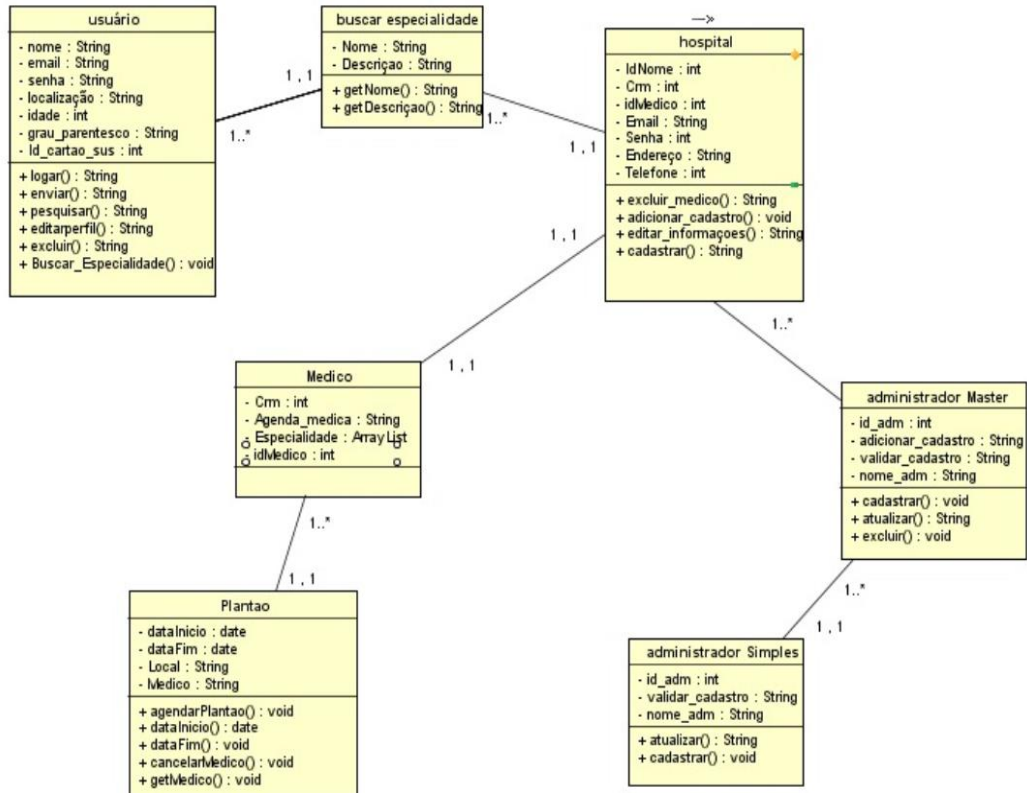 usuário
- nome : String
- email : String
- senha : String
- localização : String
- idade : int
- grau_parentesco : String
- Id_cartao_sus : int
+ logar() : String
+ enviar() : String
+ pesquisar() : String
+ editarperfil() : String
+ excluir() : String
+ Buscar_Especialidade() : void
1 , 1
1..*
buscar especialidade
- Nome : String
- Descriçao : String
+ getNome() : String
+ getDescriçao() : String
1..*
1 , 1
hospital
- IdNome : int
- Crm : int
- idMedico : int
- Email : String
- Senha : int
- Endereço : String
- Telefone : int
+ excluir_medico() : String
+ adicionar_cadastro() : void
+ editar_informaçoes() : String
+ cadastrar() : String
1 , 1
1 , 1
1..*
Medico
- Crm : int
- Agenda_medica : String
- Especialidade : ArrayList
- idMedico : int
1..*
1 , 1
administrador Master
- id_adm : int
- adicionar_cadastro : String
- validar_cadastro : String
- nome_adm : String
+ cadastrar() : void
+ atualizar() : String
+ excluir() : void
1..*
1 , 1
Plantao
- dataInicio : date
- dataFim : date
- Local : String
- Medico : String
+ agendarPlantao() : void
+ dataInicio() : date
+ dataFim() : void
+ cancelarMedico() : void
+ getMedico() : void
administrador Simples
- id_adm : int
- validar_cadastro : String
- nome_adm : String
+ atualizar() : String
+ cadastrar() : void